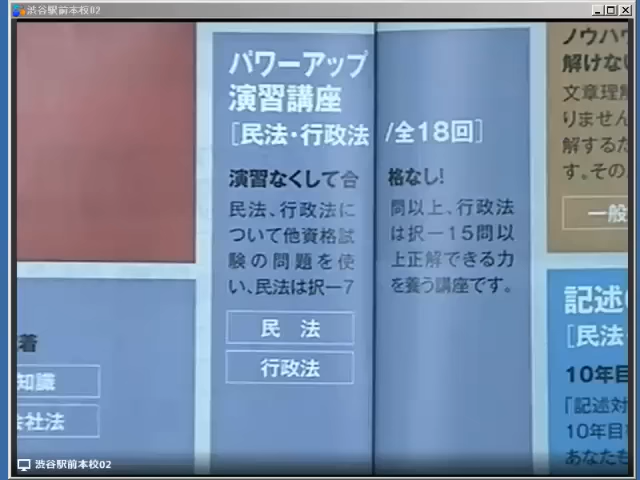 渋谷駅前本校02
パワーアップ
演習講座
[民法・行政法/全18回]
演習なくして合格なし!
民法、行政法に
ついて他資格試
験の問題を使
い、民法は択一7
問以上、行政法
は択一15問以
上正解できる力
を養う講座です。
民 法
行政法
着
知識
会社法
ノウハウ
解けない
文章理解
りません
解するた
す。その
一般
記述
[民法・
10年目
「記述対
10年目
あなたも
渋谷駅前本校02